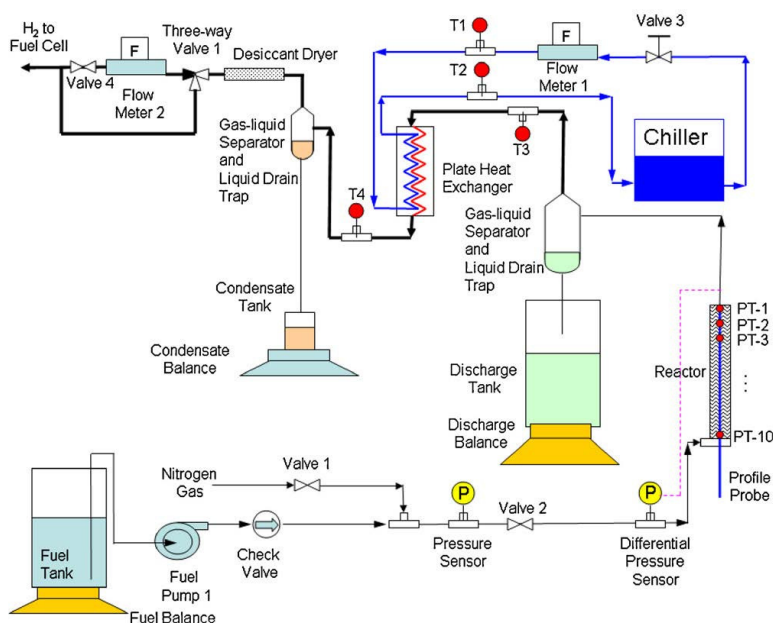 H2 to
Fuel Cell
Three-way
Valve 1
F
Desiccant Dryer
T1
F
Valve 3
T2
Valve 4
Flow
Meter 2
Flow
Meter 1
Gas-liquid
Separator
and
Liquid Drain
Trap
T3
Chiller
Plate Heat
Exchanger
T4
Gas-liquid
Separator
and
Liquid Drain
Trap
Condensate
Tank
Condensate
Balance
PT-1
PT-2
PT-3
Reactor
...
Discharge
Tank
Discharge
Balance
PT-10
Profile
Probe
Nitrogen
Gas
Valve 1
P
Valve 2
P
Pressure
Sensor
Differential
Pressure
Sensor
Check
Valve
Fuel
Tank
Fuel
Pump 1
Fuel Balance